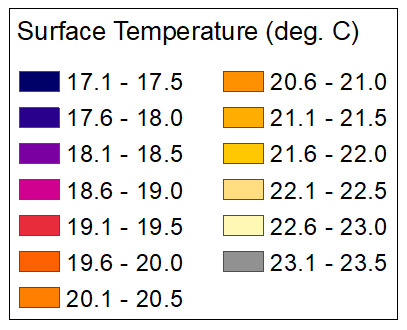 Surface Temperature (deg. C)
17.1 - 17.5
17.6 - 18.0
18.1 - 18.5
18.6 - 19.0
19.1 - 19.5
19.6 - 20.0
20.1 - 20.5
20.6 - 21.0
21.1 - 21.5
21.6 - 22.0
22.1 - 22.5
22.6 - 23.0
23.1 - 23.5